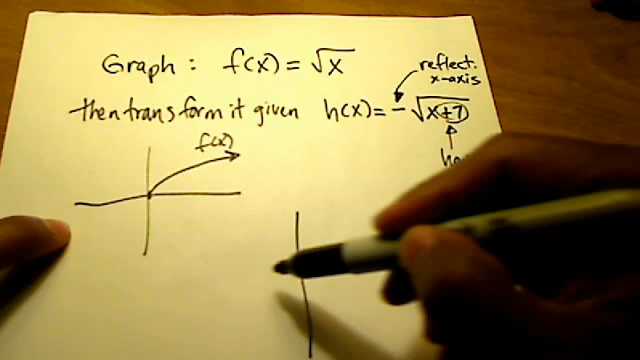 Graph: f(x) = √x
reflect.
x-axis
then transform it given h(x) = -√x+7
f(x)